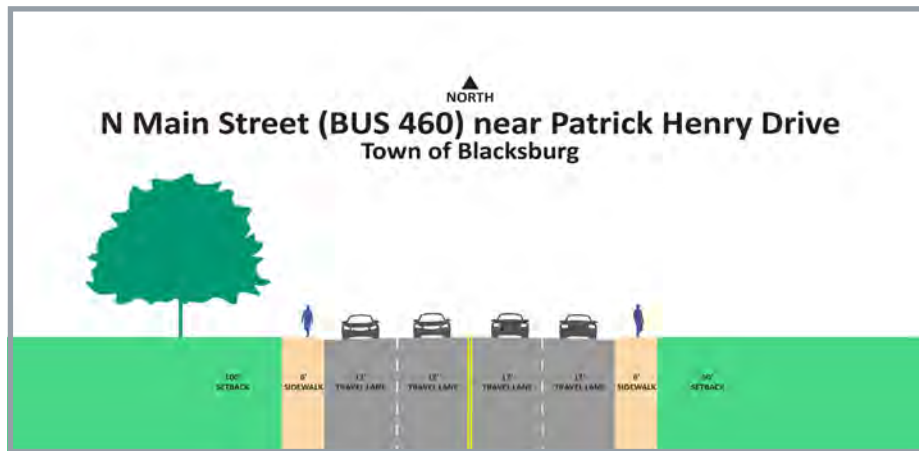 NORTH
N Main Street (BUS 460) near Patrick Henry Drive
Town of Blacksburg
100'
SETBACK
SIDEWALK
TRAVEL LANE
TRAVEL LANE
TRAVEL LANE
TRAVEL LANE
SIDEWALK
SETBACK